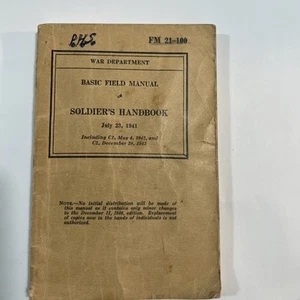 FM 21-100
WAR DEPARTMENT
BASIC FIELD MANUAL
SOLDIER'S HANDBOOK
July 23, 1941
Including C1, May 4, 1942, and
C2, December 28, 1942
NOTE.—No initial distribution will be made of
this manual as it contains only minor changes
to the December 11, 1940, edition. Replacement
of copies now in the hands of individuals is not
authorized.